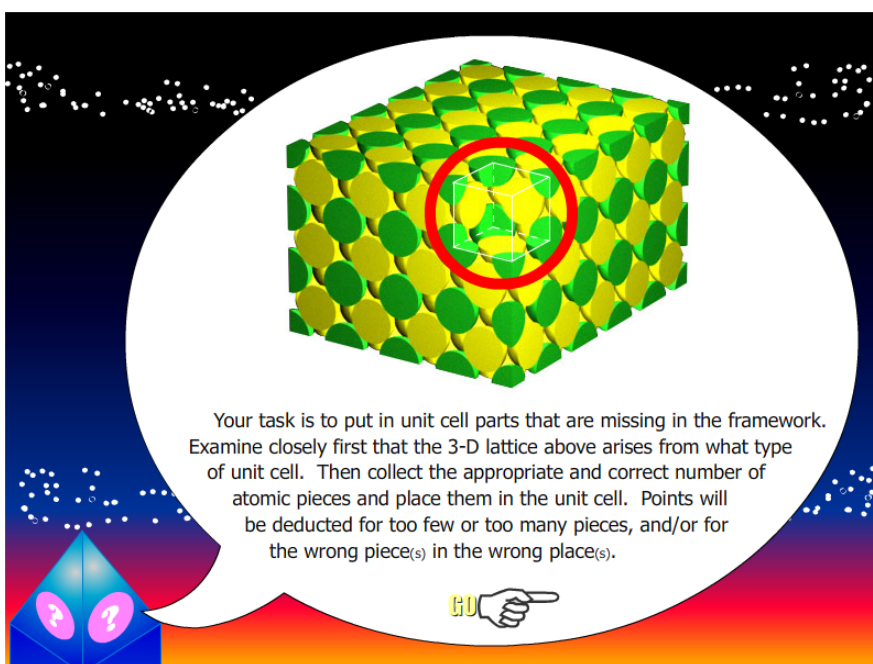 Your task is to put in unit cell parts that are missing in the framework.
Examine closely first that the 3-D lattice above arises from what type
of unit cell.  Then collect the appropriate and correct number of
atomic pieces and place them in the unit cell.  Points will
be deducted for too few or too many pieces, and/or for
the wrong piece(s) in the wrong place(s).
GO
? ?